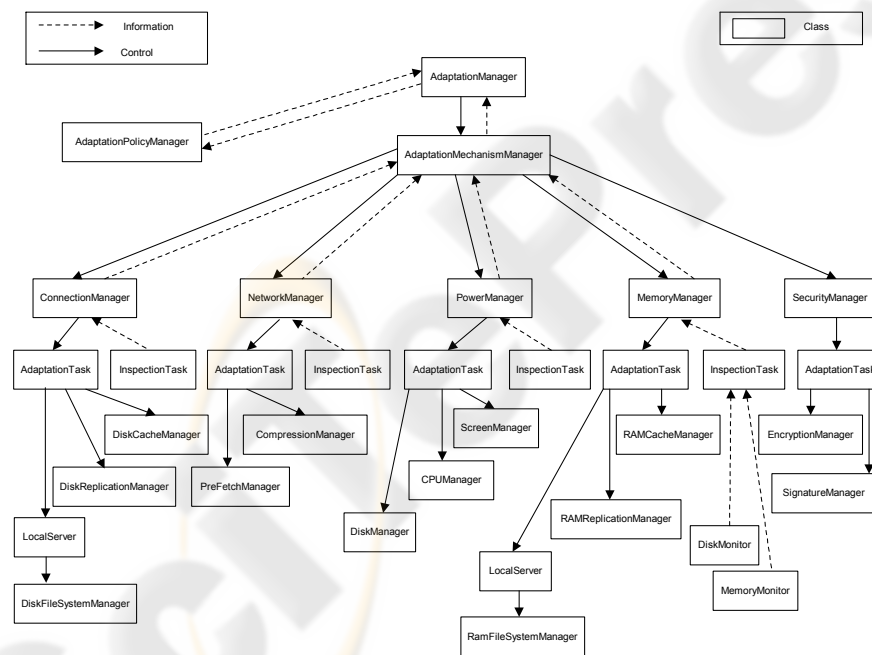 Information
Control
Class
AdaptationManager
AdaptationPolicyManager
AdaptationMechanismManager
ConnectionManager
NetworkManager
PowerManager
MemoryManager
SecurityManager
AdaptationTask
InspectionTask
AdaptationTask
InspectionTask
AdaptationTask
InspectionTask
AdaptationTask
InspectionTask
AdaptationTask
DiskCacheManager
CompressionManager
ScreenManager
RAMCacheManager
EncryptionManager
DiskReplicationManager
PreFetchManager
CPUManager
SignatureManager
RAMReplicationManager
DiskManager
LocalServer
DiskMonitor
LocalServer
MemoryMonitor
DiskFileSystemManager
RamFileSystemManager